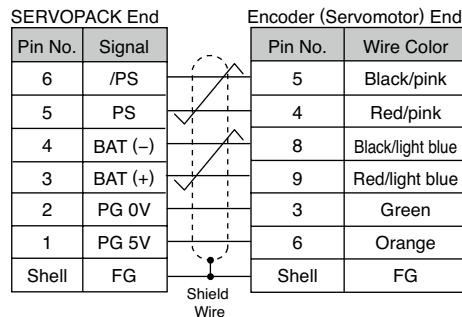 SERVOPACK End Encoder (Servomotor) End
Pin No. Signal Pin No. Wire Color
6 /PS 5 Black/pink
5 PS 4 Red/pink
4 BAT (−) 8 Black/light blue
3 BAT (+) 9 Red/light blue
2 PG 0V 3 Green
1 PG 5V 6 Orange
Shell FG Shell FG
Shield
Wire